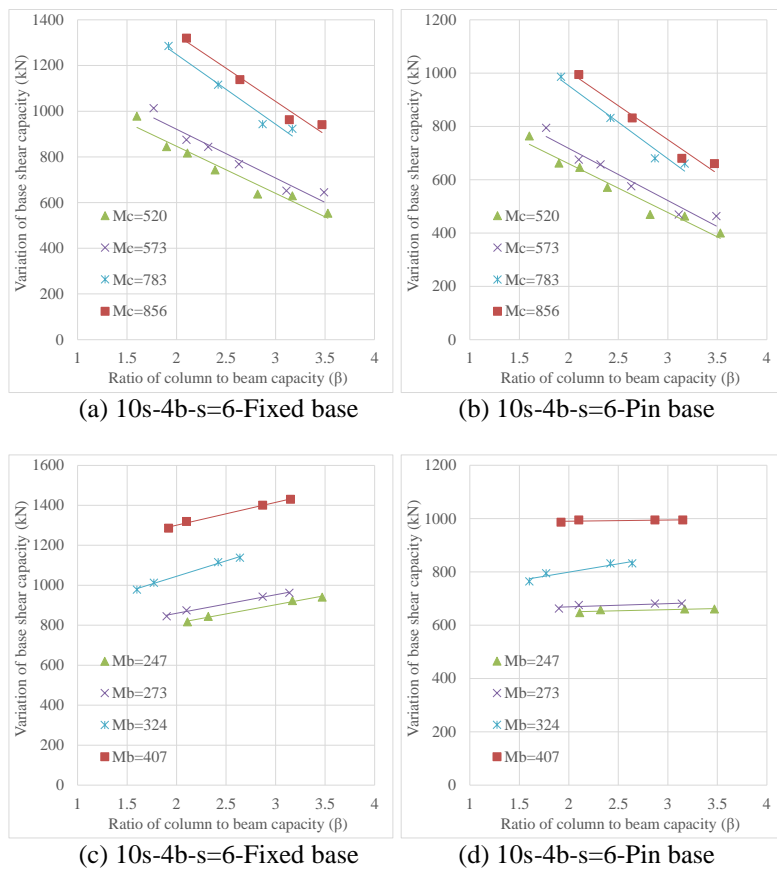 Variation of base shear capacity (kN)
1400
1200
1000
800
600
400
200
0
Mc=520
Mc=573
Mc=783
Mc=856
1 1.5 2 2.5 3 3.5 4
Ratio of column to beam capacity (β)
(a) 10s-4b-s=6-Fixed base
Variation of base shear capacity (kN)
1200
1000
800
600
400
200
0
Mc=520
Mc=573
Mc=783
Mc=856
1 1.5 2 2.5 3 3.5 4
Ratio of column to beam capacity (β)
(b) 10s-4b-s=6-Pin base
Variation of base shear capacity (kN)
1600
1400
1200
1000
800
600
400
200
0
Mb=247
Mb=273
Mb=324
Mb=407
1 1.5 2 2.5 3 3.5 4
Ratio of column to beam capacity (β)
(c) 10s-4b-s=6-Fixed base
Variation of base shear capacity (kN)
1200
1000
800
600
400
200
0
Mb=247
Mb=273
Mb=324
Mb=407
1 1.5 2 2.5 3 3.5 4
Ratio of column to beam capacity (β)
(d) 10s-4b-s=6-Pin base